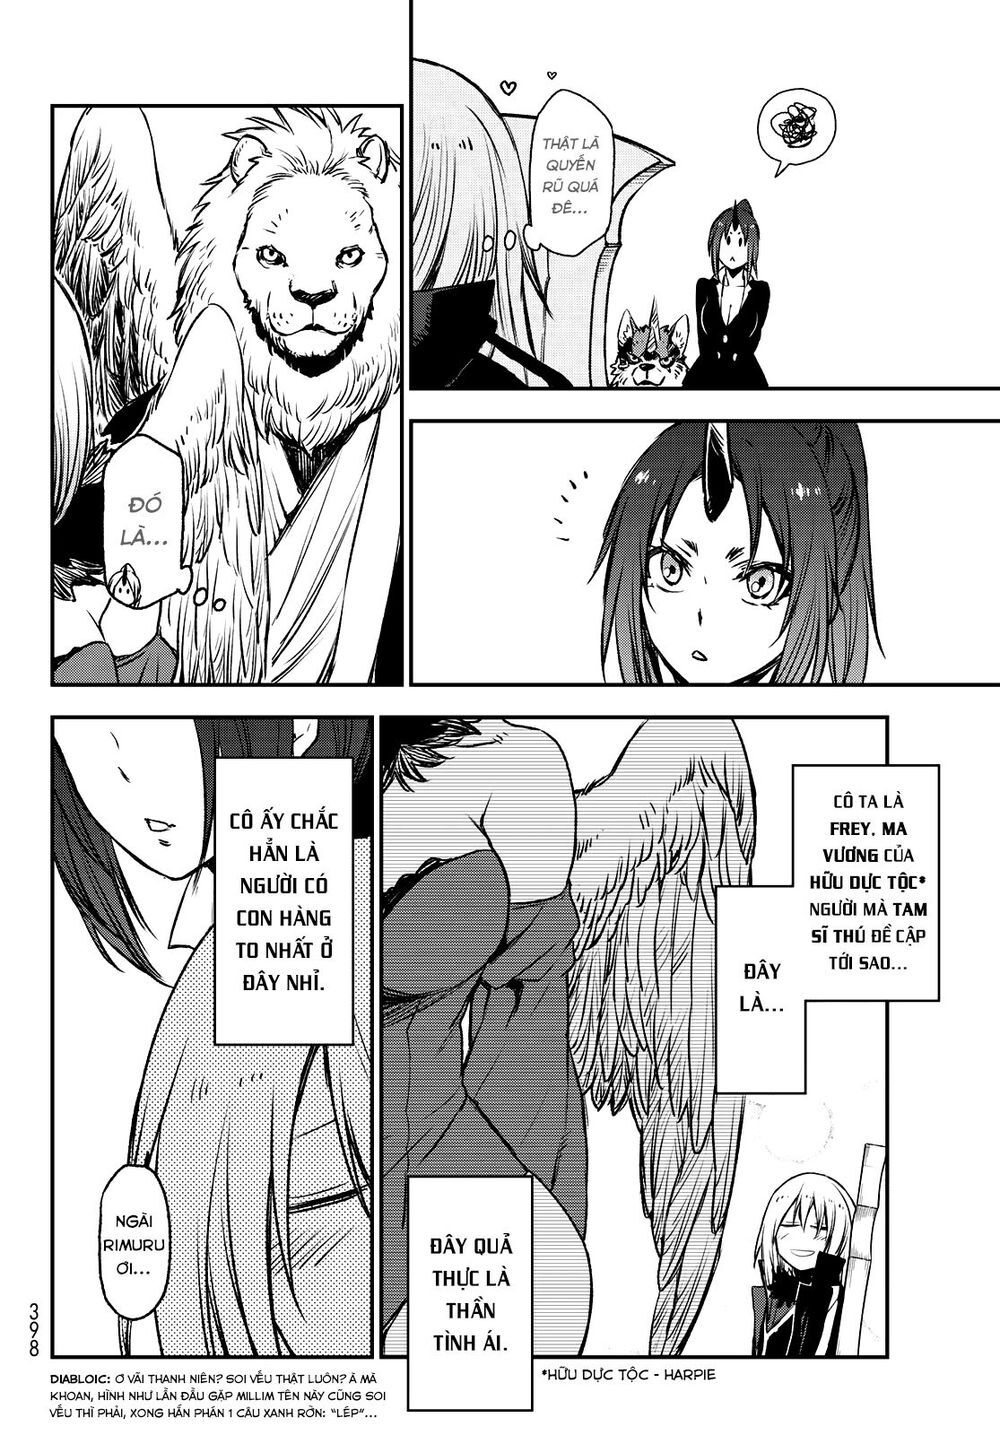 THẬT LÀ
QUYẾN
RŨ QUÁ
ĐÊ...
ĐÓ
LÀ...
CÔ TA LÀ
FREY, MA
VƯƠNG CỦA
HỮU DỰC TỘC*
NGƯỜI MÀ TAM
SĨ THÚ ĐỀ CẬP
TỚI SAO...
ĐÂY
LÀ...
ĐÂY QUẢ
THỰC LÀ
THẦN
TÌNH ÁI.
CÔ ẤY CHẮC
HẲN LÀ
NGƯỜI CÓ
CON HÀNG
TO NHẤT Ở
ĐÂY NHỈ.
NGÀI
RIMURU
ƠI...
*HỮU DỰC TỘC - HARPIE
398
DIABLOIC: Ơ VÃI THANH NIÊN? SOI VẾU THẬT LUÔN? À MÀ
KHOAN, HÌNH NHƯ LẦN ĐẦU GẶP MILLIM TÊN NÀY CŨNG SOI
VẾU THÌ PHẢI, XONG HẮN PHÁN 1 CÂU XANH RỜN: "LÉP"...